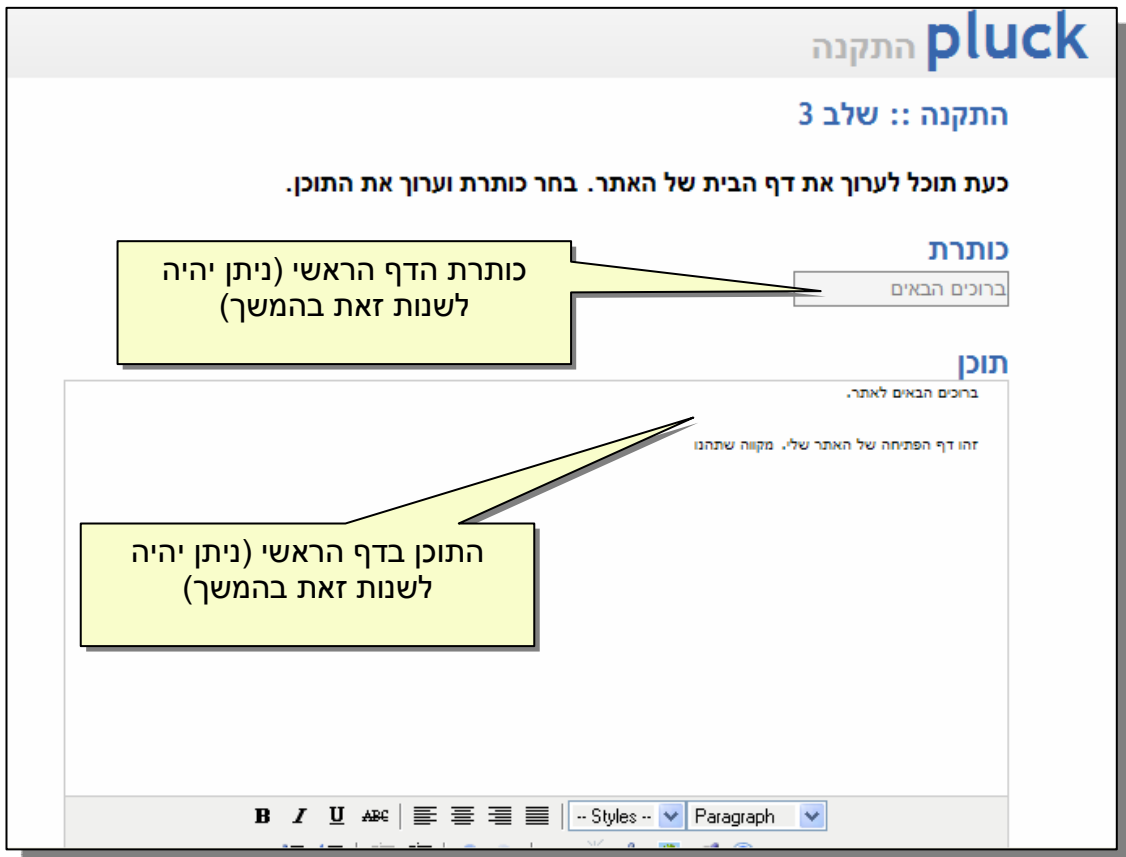 pluck התקנה
התקנה :: שלב 3
כעת תוכל לערוך את דף הבית של האתר. בחר כותרת וערוך את התוכן.
כותרת
ברוכים הבאים
כותרת הדף הראשי (ניתן יהיה
לשנות זאת בהמשך)
תוכן
ברוכים הבאים לאתר.
זהו דף הפתיחה של האתר שלי. מקווה שתהנו
התוכן בדף הראשי (ניתן יהיה
לשנות זאת בהמשך)
B I U ABC -- Styles -- Paragraph